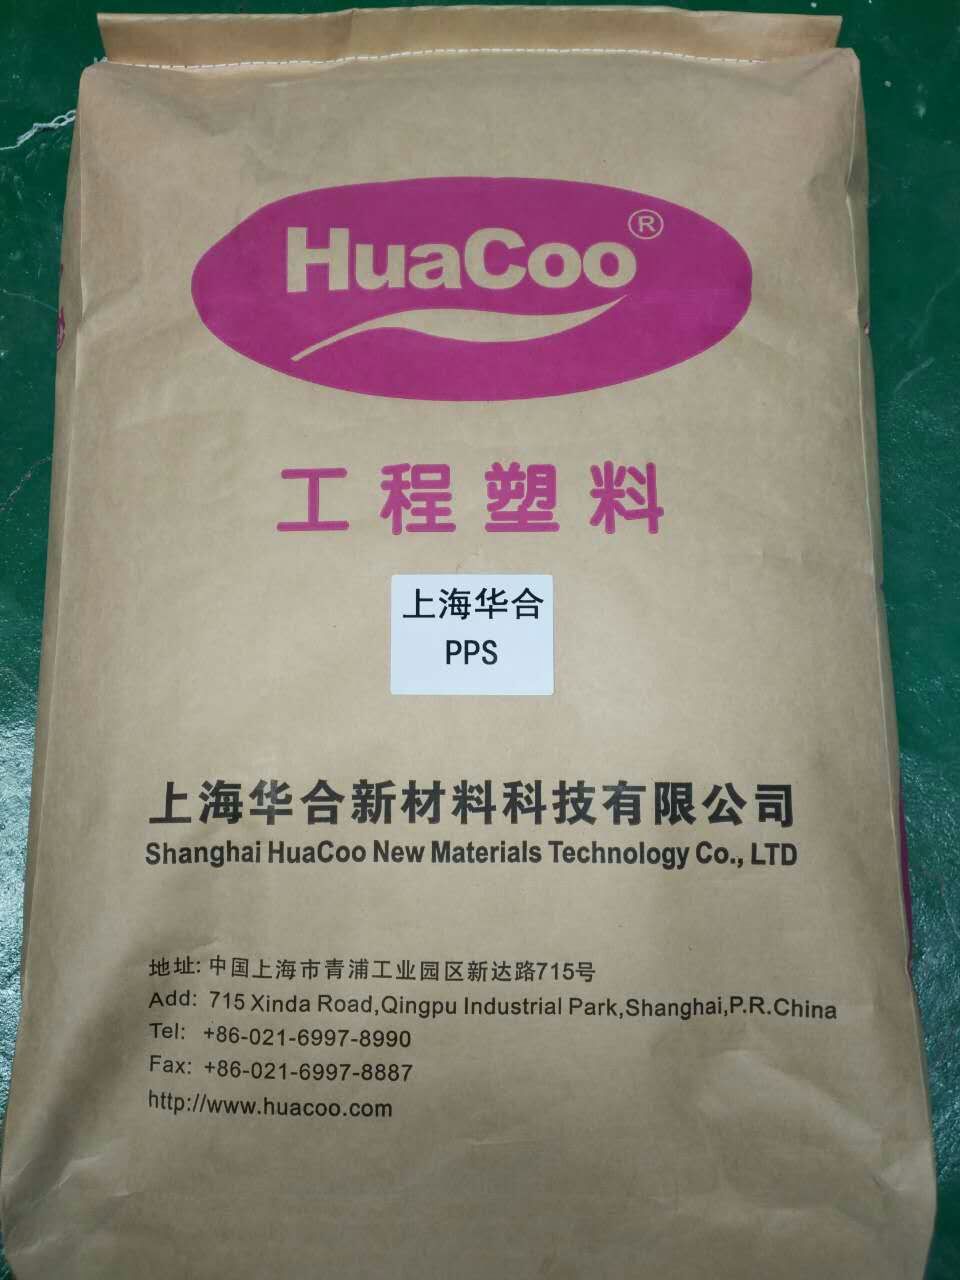 HuaCoo®
工程塑料
上海华合
PPS
上海华合新材料科技有限公司
Shanghai HuaCoo New Materials Technology Co., LTD
地址: 中国上海市青浦工业园区新达路715号
Add: 715 Xinda Road,Qingpu Industrial Park,Shanghai,P.R.China
Tel: +86-021-6997-8990
Fax: +86-021-6997-8887
http://www.huacoo.com